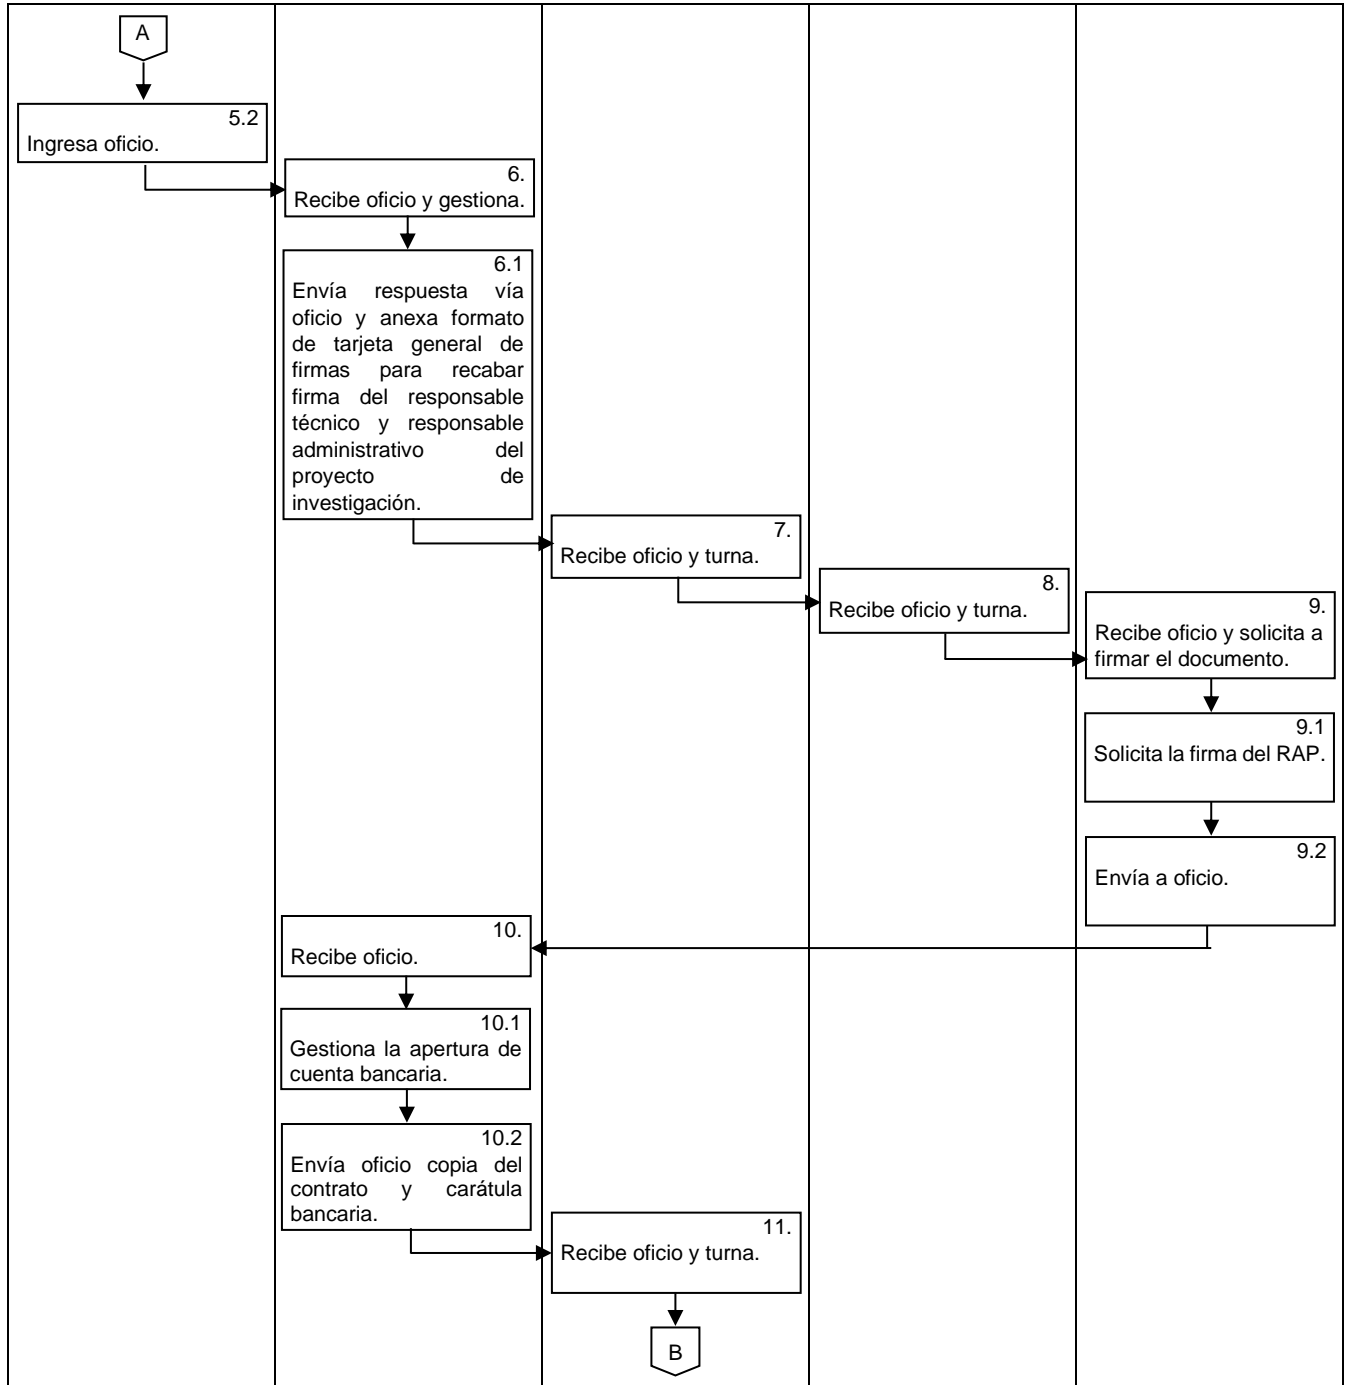 A
5.2
Ingresa oficio.
6.
Recibe oficio y gestiona.
6.1
Envía respuesta vía
oficio y anexa formato
de tarjeta general de
firmas para recabar
firma del responsable
técnico y responsable
administrativo del
proyecto de
investigación.
7.
Recibe oficio y turna.
8.
Recibe oficio y turna.
9.
Recibe oficio y solicita a
firmar el documento.
9.1
Solicita la firma del RAP.
9.2
Envía a oficio.
10.
Recibe oficio.
10.1
Gestiona la apertura de
cuenta bancaria.
10.2
Envía oficio copia del
contrato y carátula
bancaria.
11.
Recibe oficio y turna.
B